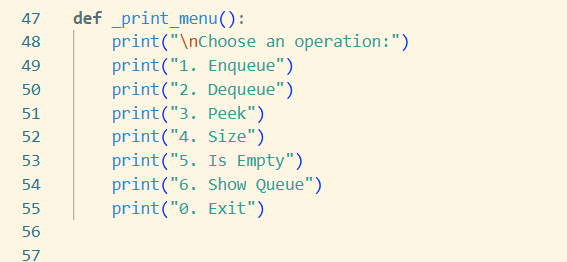 47 def _print_menu():
48     print("\nChoose an operation:")
49     print("1. Enqueue")
50     print("2. Dequeue")
51     print("3. Peek")
52     print("4. Size")
53     print("5. Is Empty")
54     print("6. Show Queue")
55     print("0. Exit")
56
57